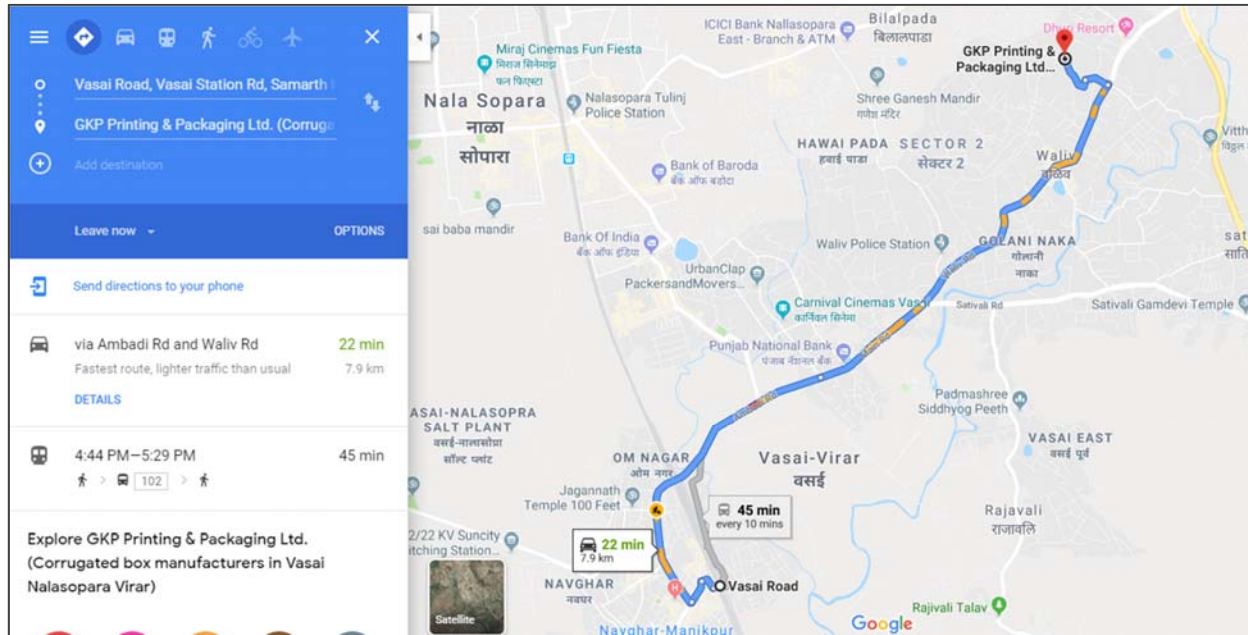 Vasai Road, Vasai Station Rd, Samarth
GKP Printing & Packaging Ltd. (Corruga
Add destination
Leave now
OPTIONS
Send directions to your phone
via Ambadi Rd and Waliv Rd
22 min
Fastest route, lighter traffic than usual
7.9 km
DETAILS
4:44 PM—5:29 PM
45 min
102
Explore GKP Printing & Packaging Ltd.
(Corrugated box manufacturers in Vasai
Nalasopara Virar)
ICICI Bank Nallasopara
East - Branch & ATM
Bilalpada
बिलालपाडा
Dhun Resort
Miraj Cinemas Fun Fiesta
मिराज सिनेमाझ
फन फिएस्टा
GKP Printing &
Packaging Ltd...
Nala Sopara
नाळा
सोपारा
Nalasopara Tulinj
Police Station
Shree Ganesh Mandir
गणेश मंदिर
HAWAI PADA
हवाई पाडा
SECTOR 2
सेक्टर 2
Waliv
वालिव
Bank of Baroda
बैंक ऑफ बडोदा
sai baba mandir
Bank Of India
बँक ऑफ इंडिया
Waliv Police Station
GOLANI NAKA
गोलानी
नाका
UrbanClap
PackersandMovers...
Carnival Cinemas Vasai
कार्निवल सिनेमा
Sativali Rd
Sativali Gamdevi Temple
Punjab National Bank
पंजाब नॅशनल बँक
ASAI-NALASOPRA
SALT PLANT
वसई-नालासोप्रा
सॉल्ट प्लांट
Padmashree
Siddhyog Peeth
VASAI EAST
वसई पूर्व
OM NAGAR
ओम नगर
Vasai-Virar
वसई
Jagannath
Temple 100 Feet
45 min
every 10 mins
Rajavali
राजावलि
2/22 KV Suncity
itching Station...
22 min
7.9 km
NAVGHAR
नवघर
Vasai Road
Satellite
Navghar-Manikpur
Google
Rajivali Talav